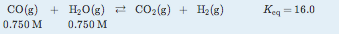 CO(g) + H₂O(g) ⇄ CO₂(g) + H₂(g) K_eq = 16.0
0.750 M 0.750 M